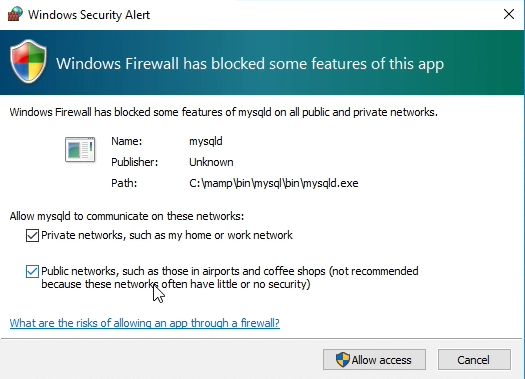 Windows Security Alert
Windows Firewall has blocked some features of this app
Windows Firewall has blocked some features of mysqld on all public and private networks.
Name: mysqld
Publisher: Unknown
Path: C:\mamp\bin\mysql\bin\mysqld.exe
Allow mysqld to communicate on these networks:
Private networks, such as my home or work network
Public networks, such as those in airports and coffee shops (not recommended
because these networks often have little or no security)
What are the risks of allowing an app through a firewall?
Allow access Cancel